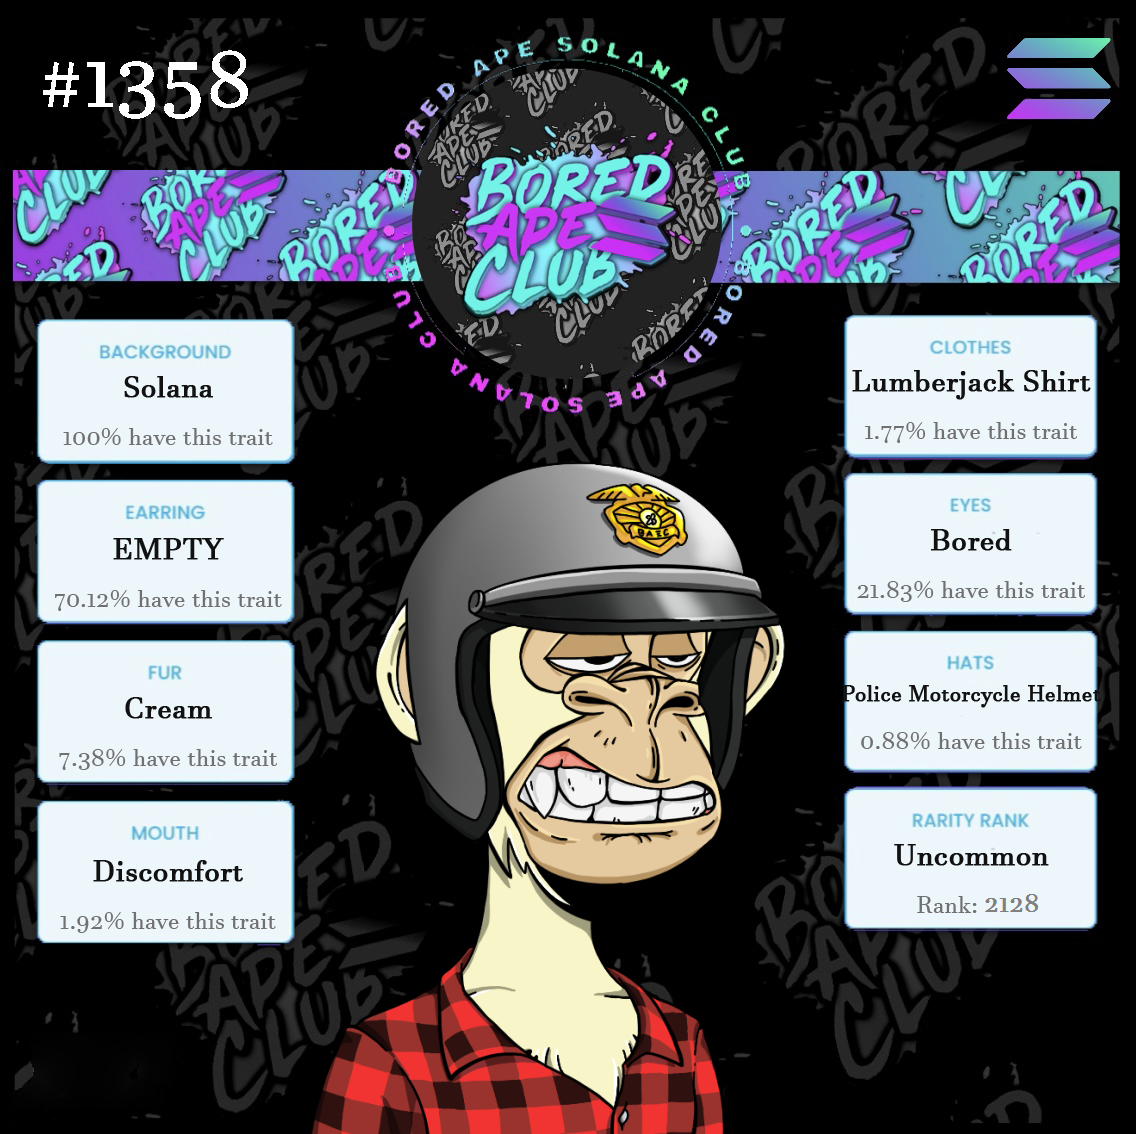 #1358
BORED APE SOLANA CLUB
BORED APE SOLANA CLUB
BORED
APE
CLUB
BACKGROUND
Solana
100% have this trait
EARRING
EMPTY
70.12% have this trait
FUR
Cream
7.38% have this trait
MOUTH
Discomfort
1.92% have this trait
CLOTHES
Lumberjack Shirt
1.77% have this trait
EYES
Bored
21.83% have this trait
HATS
Police Motorcycle Helmet
0.88% have this trait
RARITY RANK
Uncommon
Rank: 2128